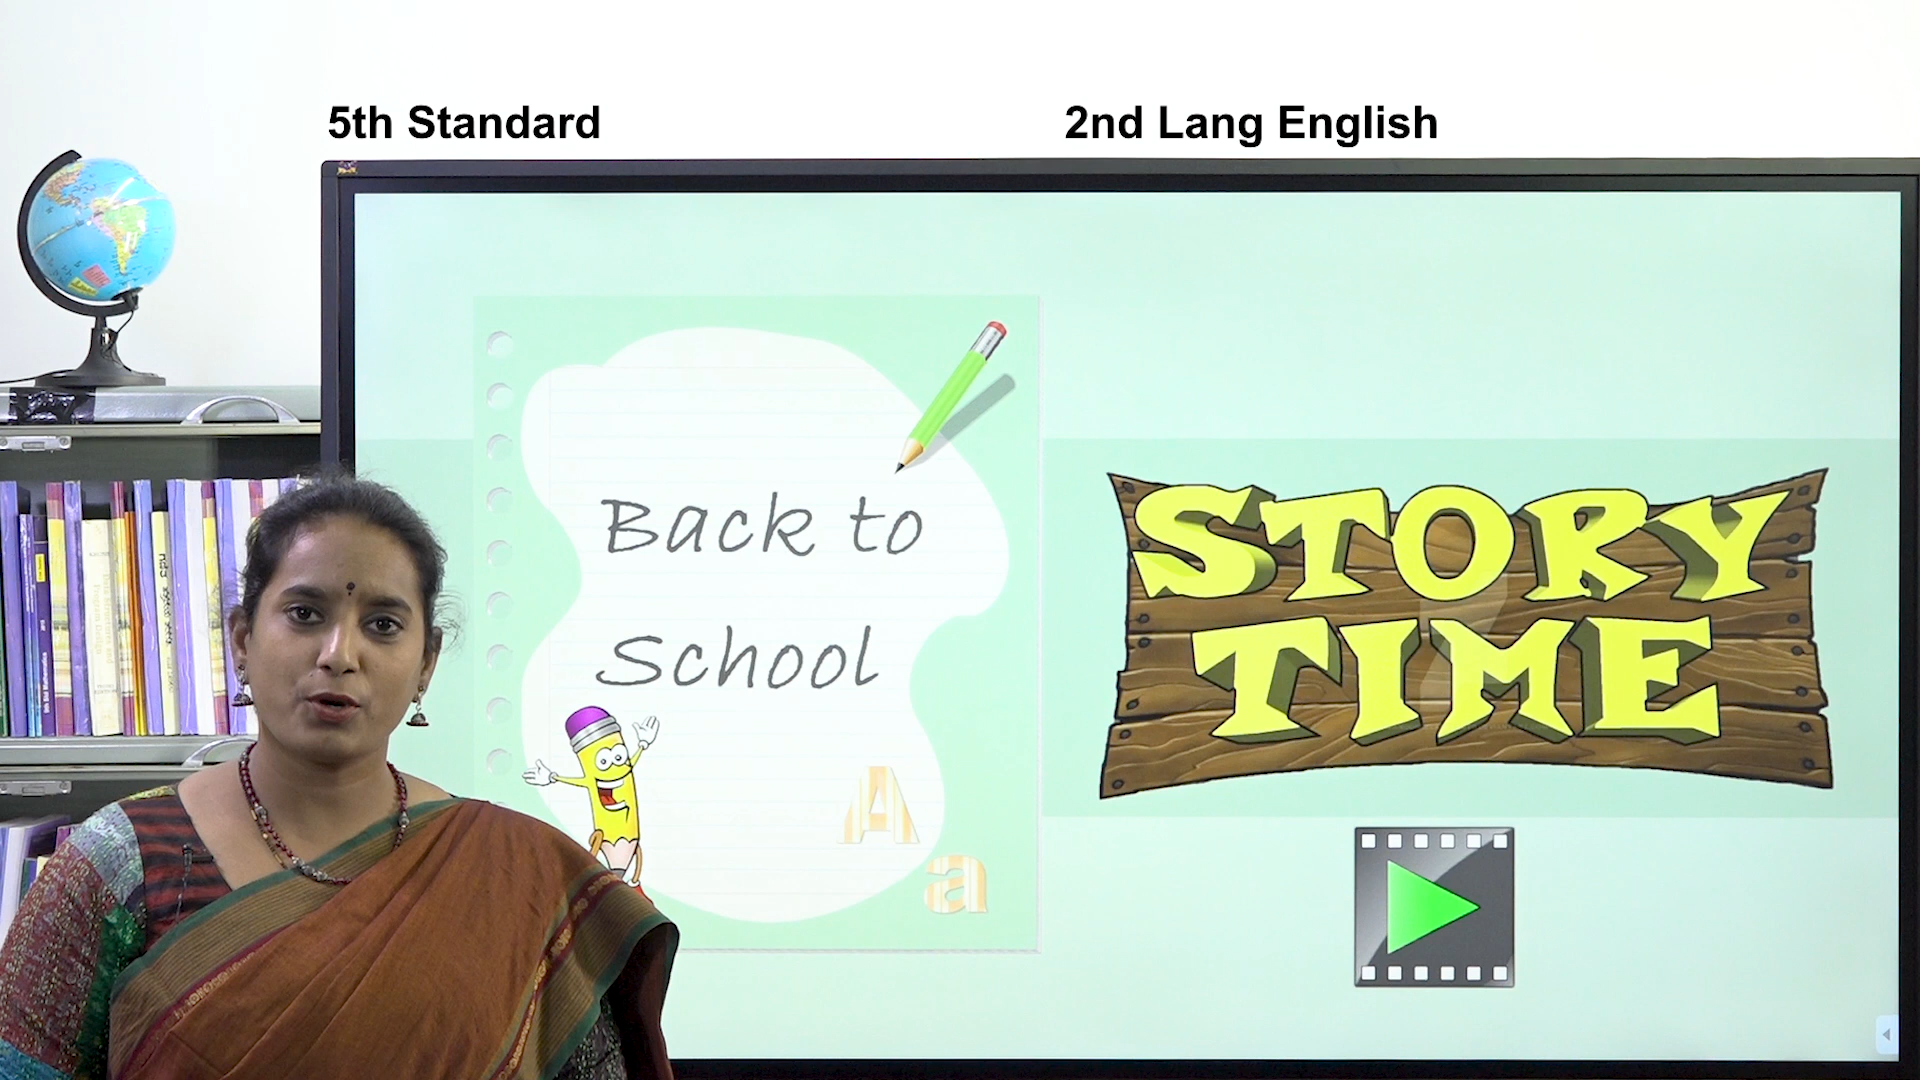 5th Standard
2nd Lang English
Back to
School
A
a
STORY
TIME